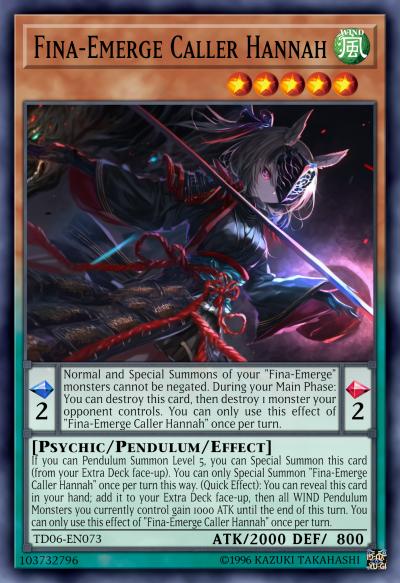 FINA-EMERGE CALLER HANNAH
WIND
風
Normal and Special Summons of your "Fina-Emerge"
monsters cannot be negated. During your Main Phase:
You can destroy this card, then destroy 1 monster your
opponent controls. You can only use this effect of
"Fina-Emerge Caller Hannah" once per turn.
2
2
[PSYCHIC/PENDULUM/EFFECT]
If you can Pendulum Summon Level 5, you can Special Summon this card
(from your Extra Deck face-up). You can only Special Summon "Fina-Emerge
Caller Hannah" once per turn this way. (Quick Effect): You can reveal this card
in your hand; add it to your Extra Deck face-up, then all WIND Pendulum
Monsters you currently control gain 1000 ATK until the end of this turn. You
can only use this effect of "Fina-Emerge Caller Hannah" once per turn.
TD06-EN073
ATK/2000 DEF/ 800
103732796
©1996 KAZUKI TAKAHASHI